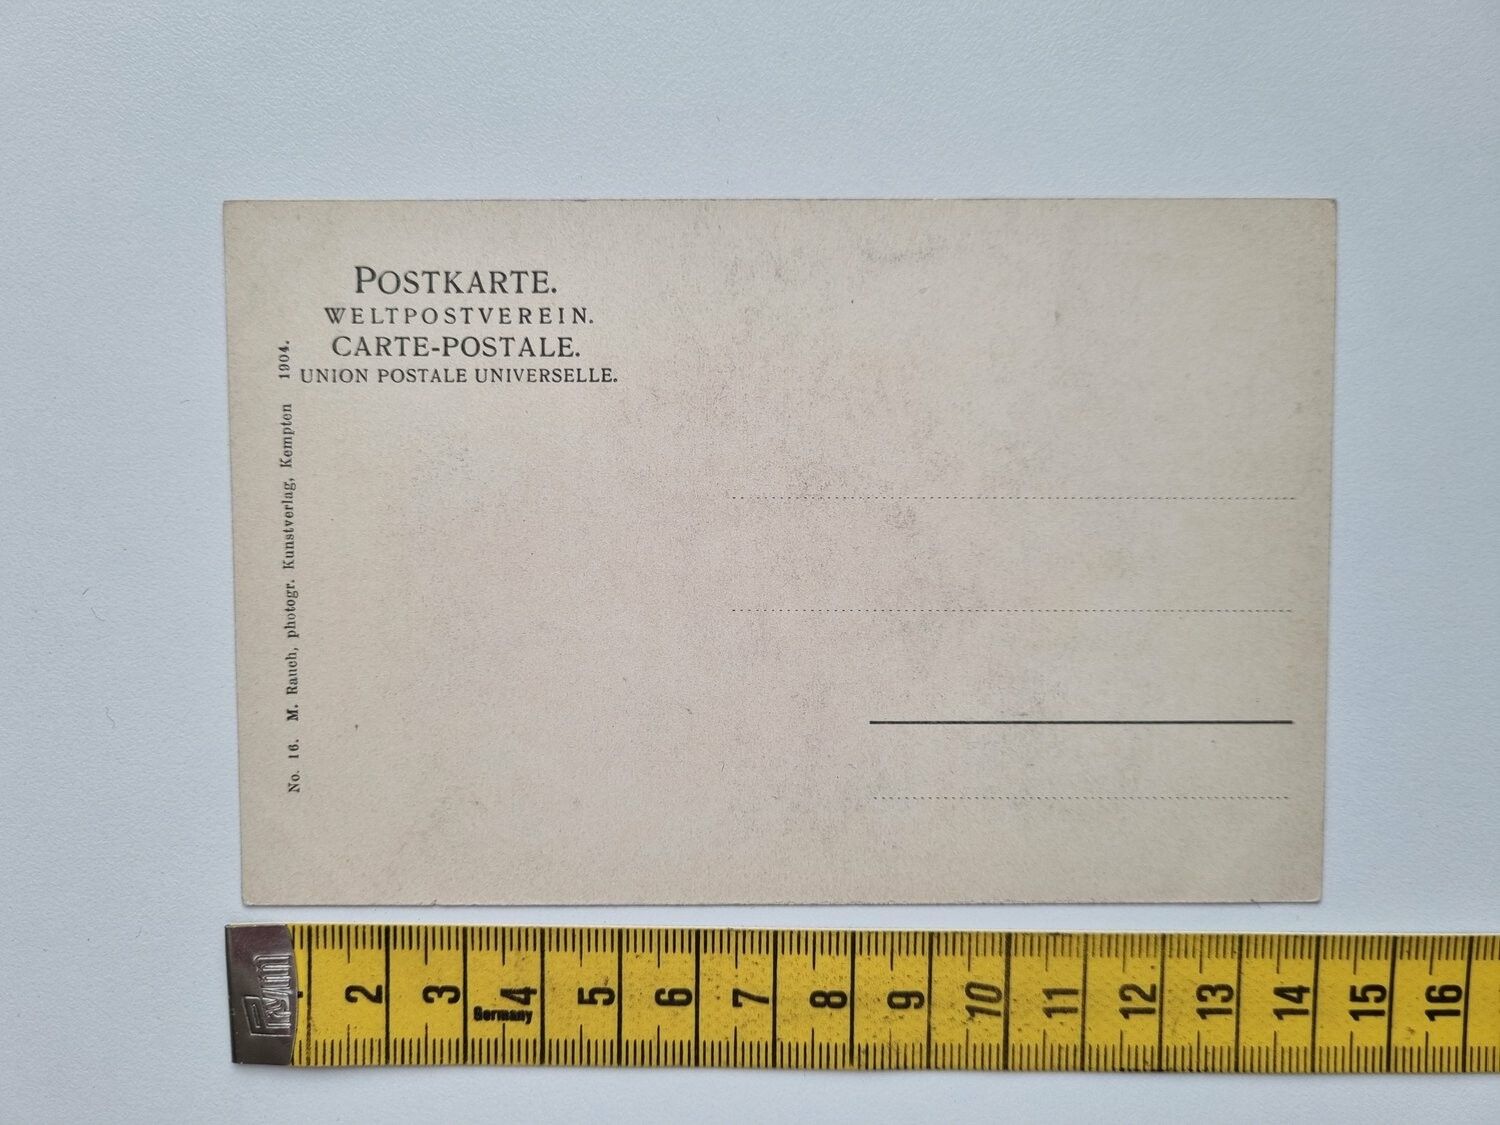 POSTKARTE.
WELTPOSTVEREIN.
CARTE-POSTALE.
UNION POSTALE UNIVERSELLE.
No. 16. M. Rauch, photogr. Kunstverlag, Kempten 1904.
Prym
2 3 4 5 6 7 8 9 10 11 12 13 14 15 16
Germany